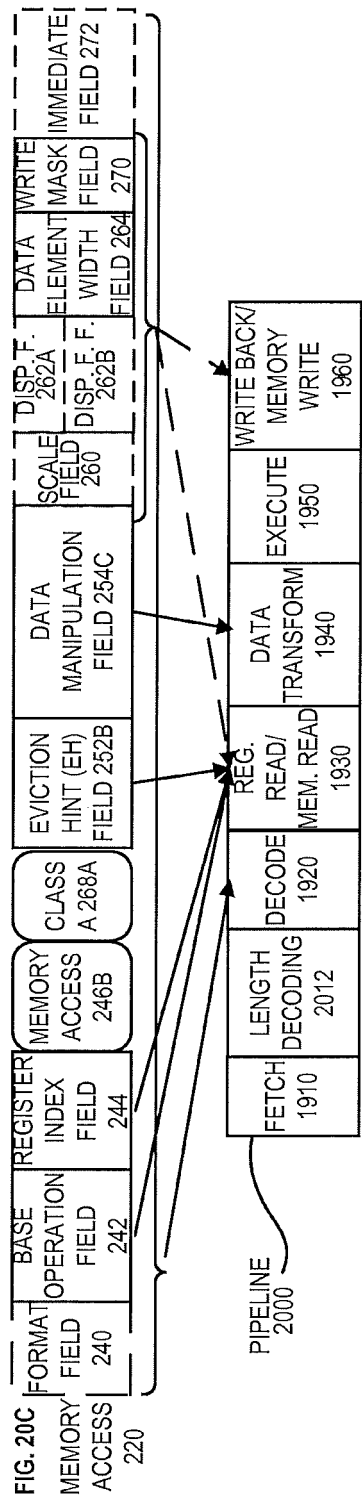 FIG. 20C
MEMORY
ACCESS
220
FORMAT
FIELD
240
BASE
OPERATION
FIELD
242
REGISTER
INDEX
FIELD
244
MEMORY
ACCESS
246B
CLASS
A 268A
EVICTION
HINT (EH)
FIELD 252B
DATA
MANIPULATION
FIELD 254C
SCALE
FIELD
260
DISP. F.
262A
DISP. F. F.
262B
DATA
ELEMENT
WIDTH
FIELD 264
WRITE
MASK
FIELD
270
IMMEDIATE
FIELD 272
PIPELINE
2000
FETCH
1910
LENGTH
DECODING
2012
DECODE
1920
REG.
READ/
MEM. READ
1930
DATA
TRANSFORM
1940
EXECUTE
1950
WRITE BACK/
MEMORY
WRITE
1960